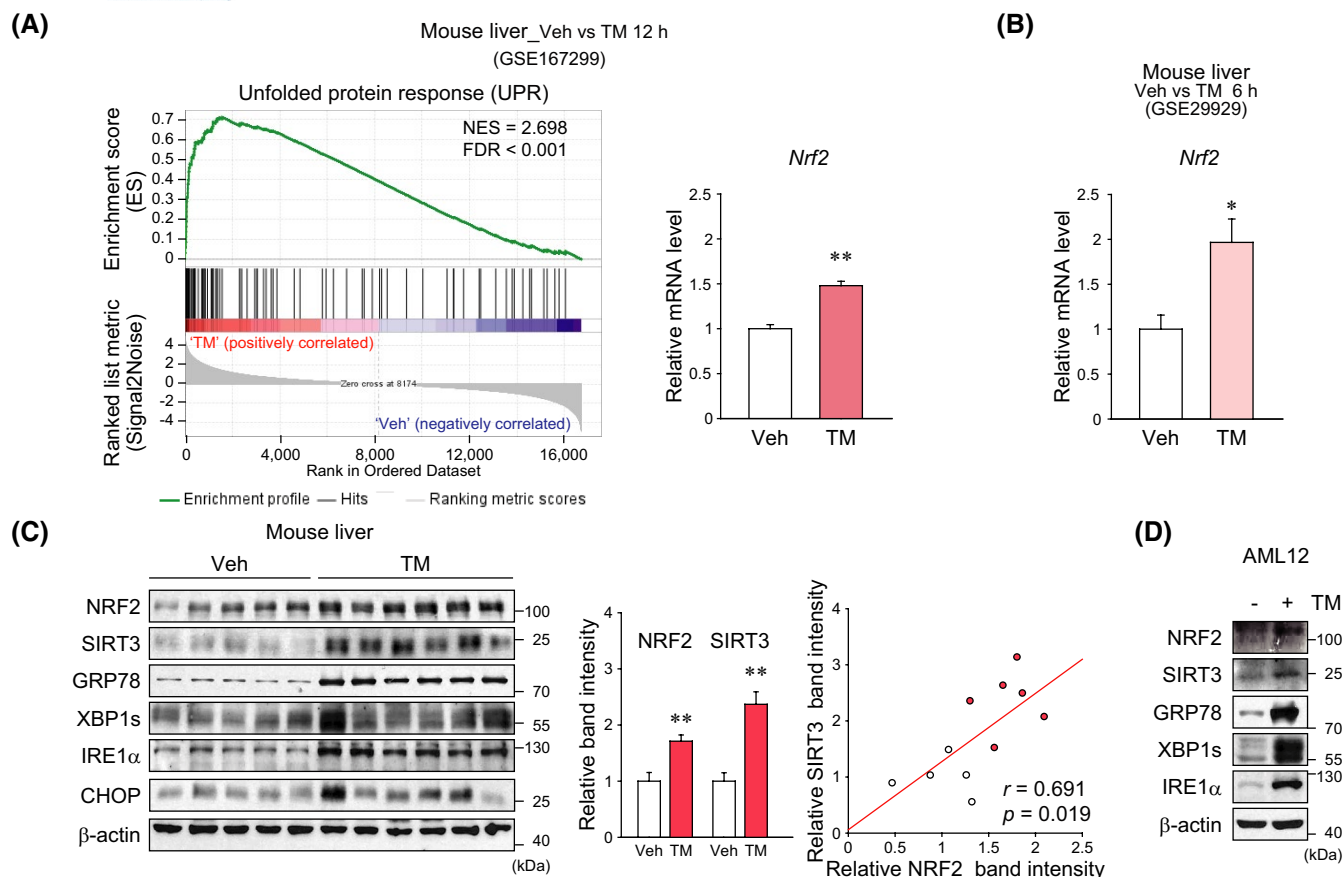 (A)
Mouse liver_Veh vs TM 12 h
(GSE167299)
Unfolded protein response (UPR)
NES = 2.698
FDR < 0.001
Enrichment score
(ES)
0.7
0.6
0.5
0.4
0.3
0.2
0.1
0
Ranked list metric
(Signal2Noise)
4
2
0
-2
-4
'TM' (positively correlated)
Zero cross at 8174
'Veh' (negatively correlated)
0 4,000 8,000 12,000 16,000
Rank in Ordered Dataset
Enrichment profile Hits Ranking metric scores
Nrf2
Relative mRNA level
2.5
2
1.5
1
0.5
0
**
Veh TM
(B)
Mouse liver
Veh vs TM 6 h
(GSE29929)
Nrf2
Relative mRNA level
2.5
2
1.5
1
0.5
0
*
Veh TM
(C)
Mouse liver
Veh TM
NRF2 100
SIRT3 25
GRP78 70
XBP1s 55
IRE1α 130
CHOP 25
β-actin 40
(kDa)
Relative band intensity
4
3
2
1
0
NRF2 SIRT3
** **
Veh TM Veh TM
Relative SIRT3 band intensity
4
3
2
1
0
r = 0.691
p = 0.019
0 0.5 1 1.5 2 2.5
Relative NRF2 band intensity
(D)
AML12
- + TM
NRF2 100
SIRT3 25
GRP78 70
XBP1s 55
IRE1α 130
β-actin 40
(kDa)